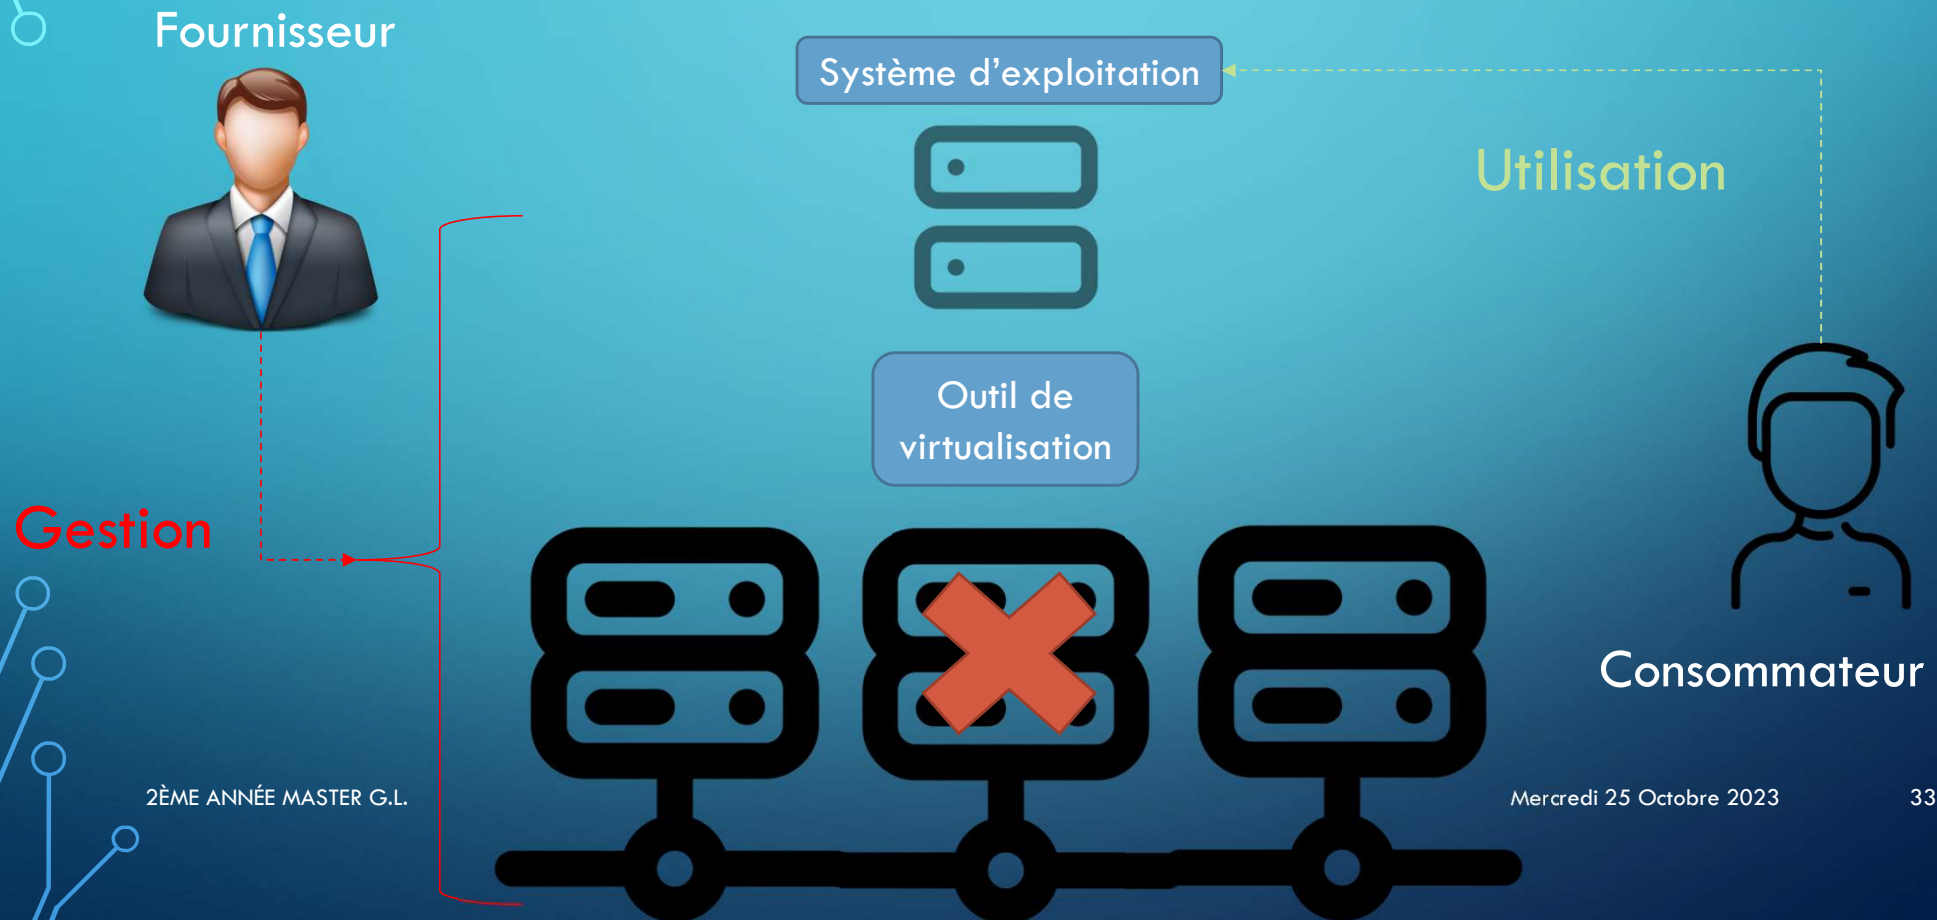 Fournisseur
Système d'exploitation
Utilisation
Outil de
virtualisation
Gestion
Consommateur
2ÈME ANNÉE MASTER G.L.
Mercredi 25 Octobre 2023
33